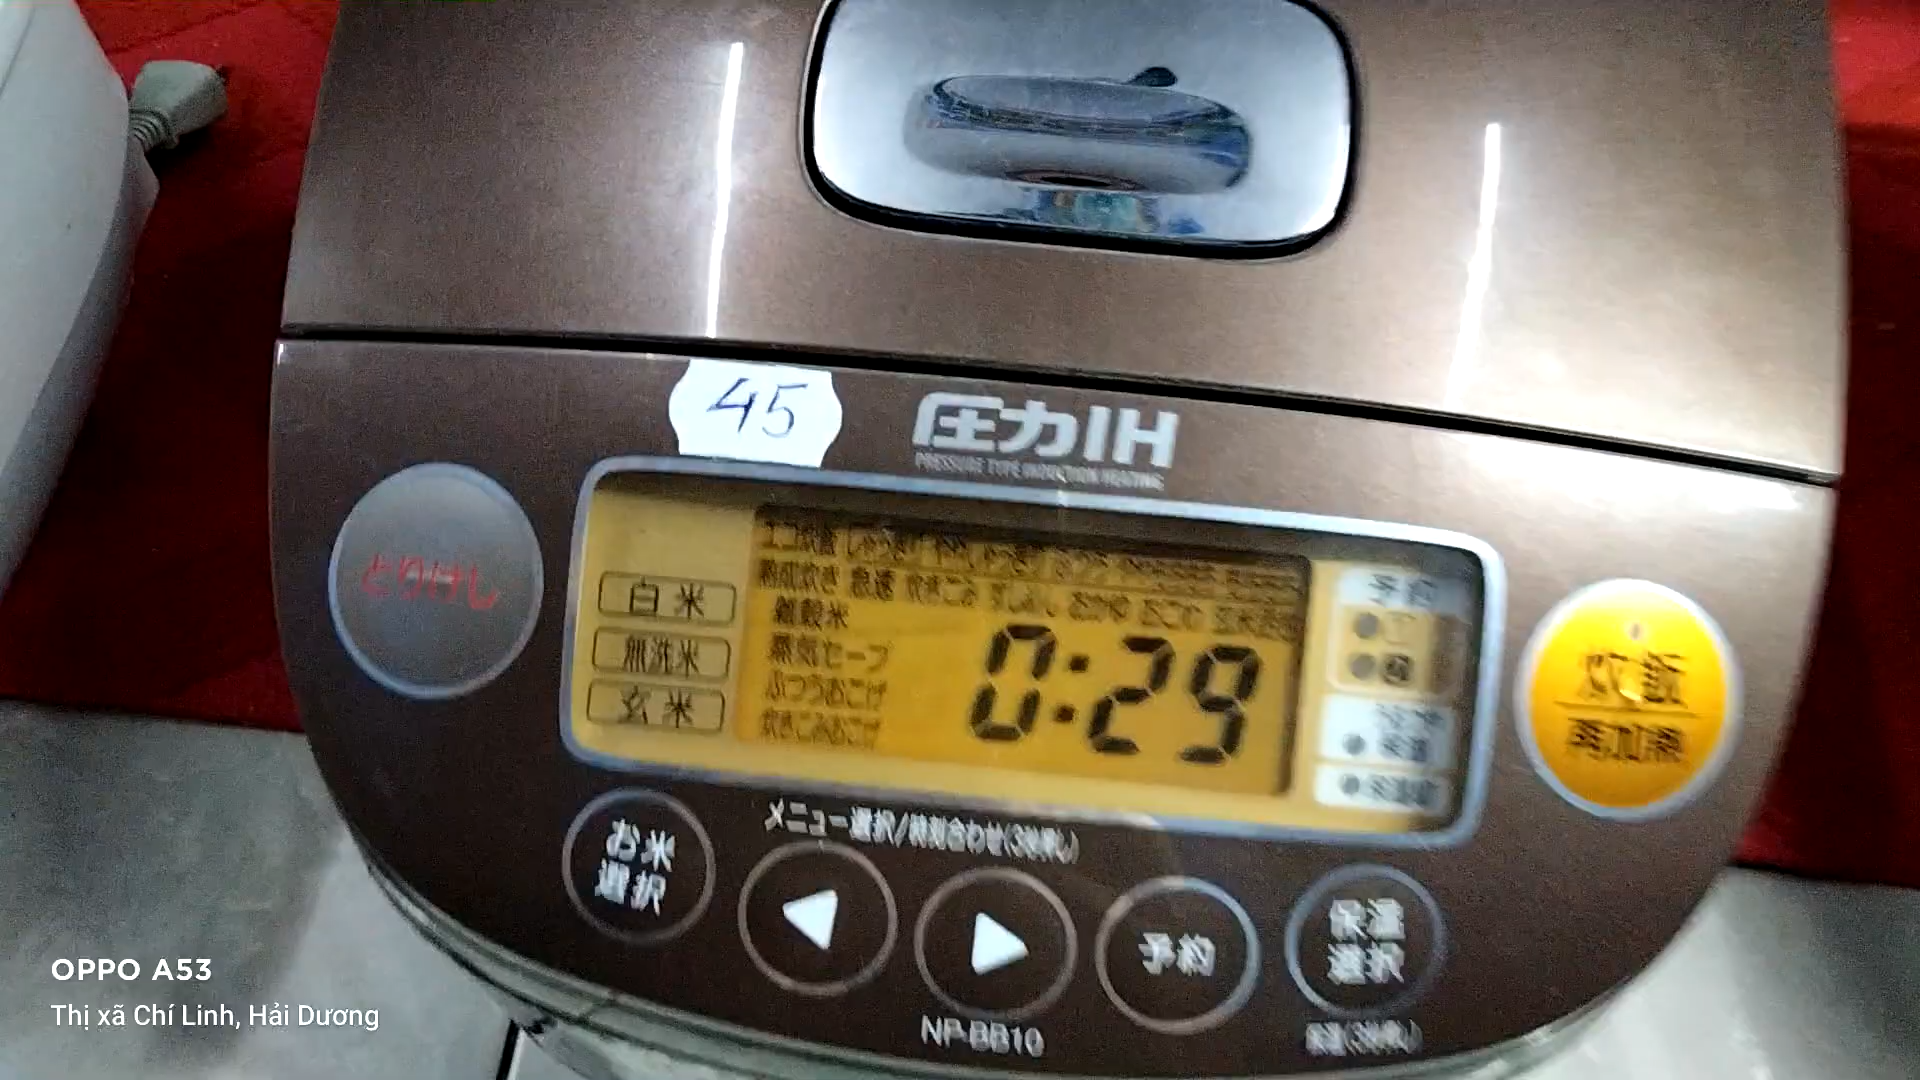 45
圧力IH
PRESSURE TYPE INDUCTION HEATING
とりけし
白米
無洗米
玄米
熟成炊き 急速 炊きこみ すしめし おかゆ おこわ
雑穀米
蒸気セーブ
ふつうおこげ
炊きこみおこげ
0:29
予約
炊飯
再加熱
メニュー選択/時刻合わせ(3秒押し)
お米
選択
予約
保温
選択
NP-BB10
OPPO A53
Thị xã Chí Linh, Hải Dương